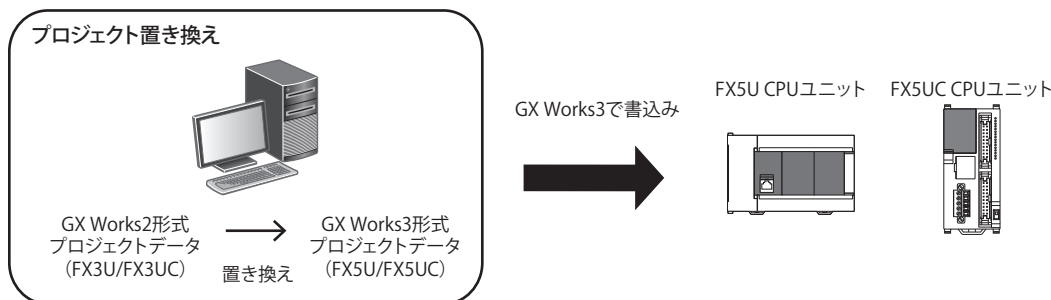 プロジェクト置き換え
GX Works2形式
プロジェクトデータ
(FX3U/FX3UC)
置き換え
GX Works3形式
プロジェクトデータ
(FX5U/FX5UC)
GX Works3で書込み
FX5U CPUユニット
FX5UC CPUユニット